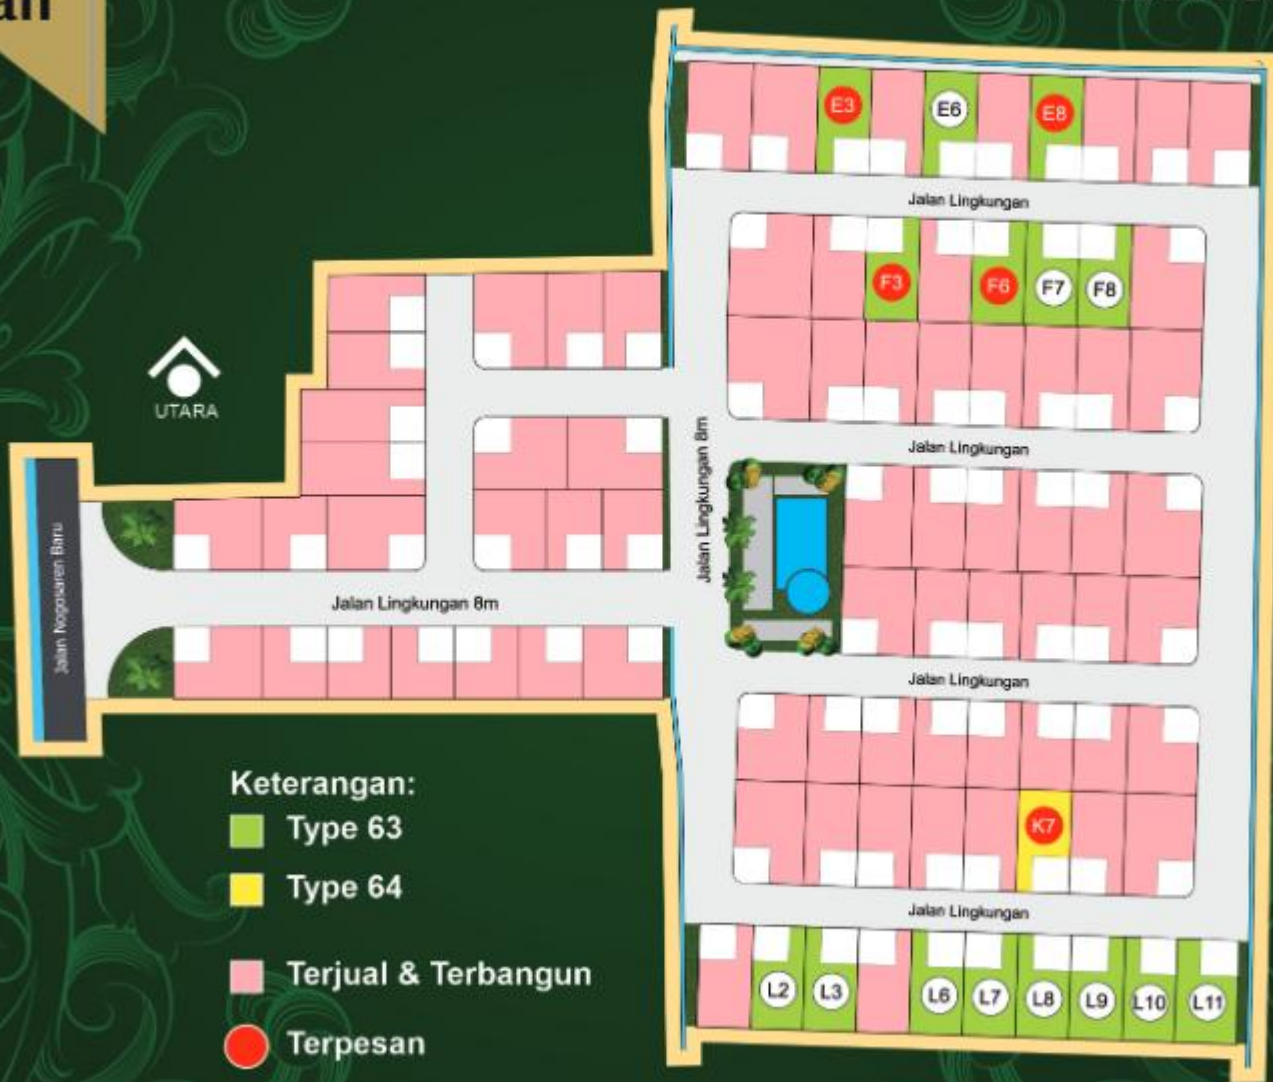 an
E3
E6
E8
Jalan Lingkungan
F3
F6
F7
F8
UTARA
Jalan Lingkungan
Jalan Lingkungan 8m
Jalan Nogosaren Baru
Jalan Lingkungan 8m
Jalan Lingkungan
Keterangan:
Type 63
Type 64
K7
Jalan Lingkungan
Terjual & Terbangun
L2
L3
L6
L7
L8
L9
L10
L11
Terpesan